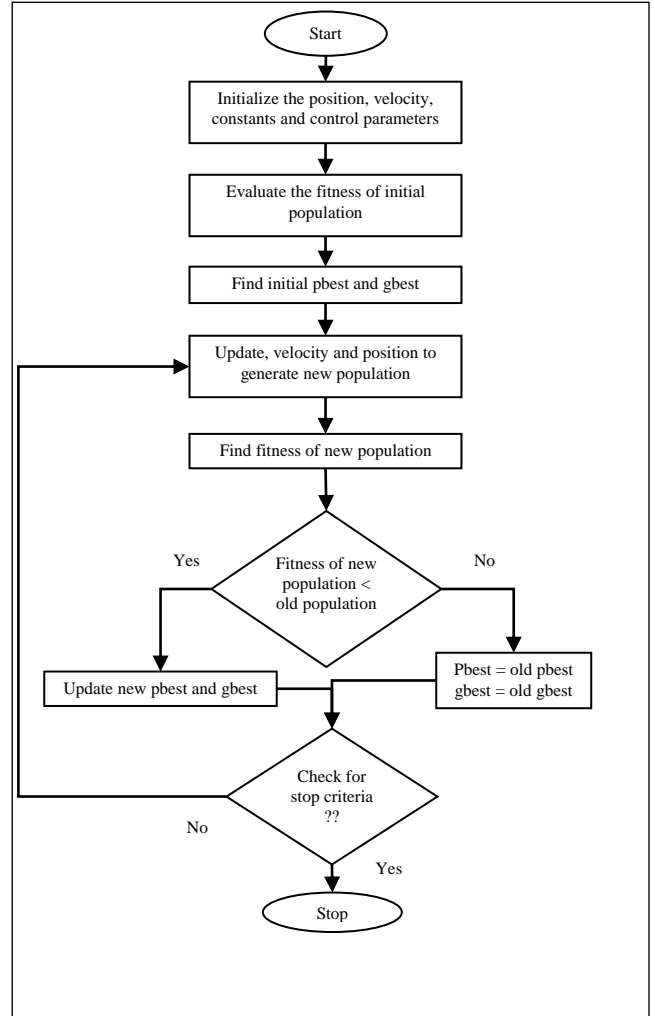 Start
Initialize the position, velocity,
constants and control parameters
Evaluate the fitness of initial
population
Find initial pbest and gbest
Update, velocity and position to
generate new population
Find fitness of new population
Yes
Fitness of new
population <
old population
No
Update new pbest and gbest
Pbest = old pbest
gbest = old gbest
Check for
stop criteria
??
No
Yes
Stop